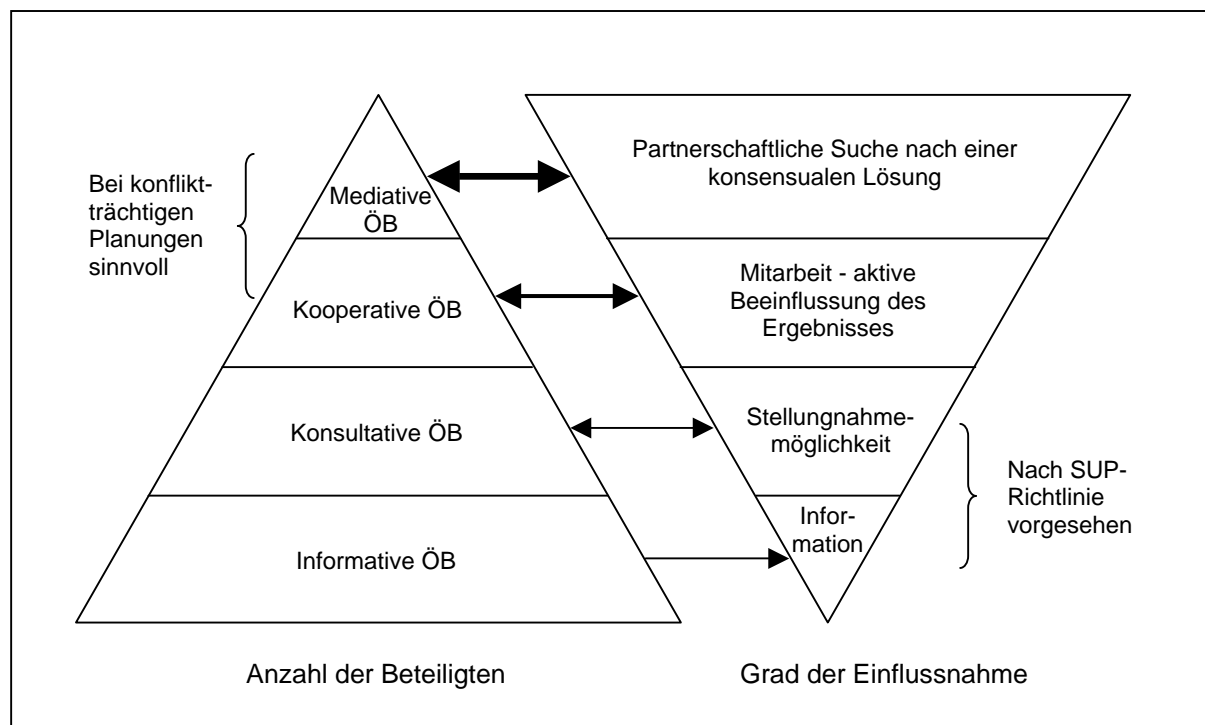 Bei konflikt-
trächtigen
Planungen
sinnvoll
Mediative
ÖB
Kooperative ÖB
Konsultative ÖB
Informative ÖB
Partnerschaftliche Suche nach einer
konsensualen Lösung
Mitarbeit - aktive
Beeinflussung des
Ergebnisses
Stellungnahme-
möglichkeit
Infor-
mation
Nach SUP-
Richtlinie
vorgesehen
Anzahl der Beteiligten
Grad der Einflussnahme